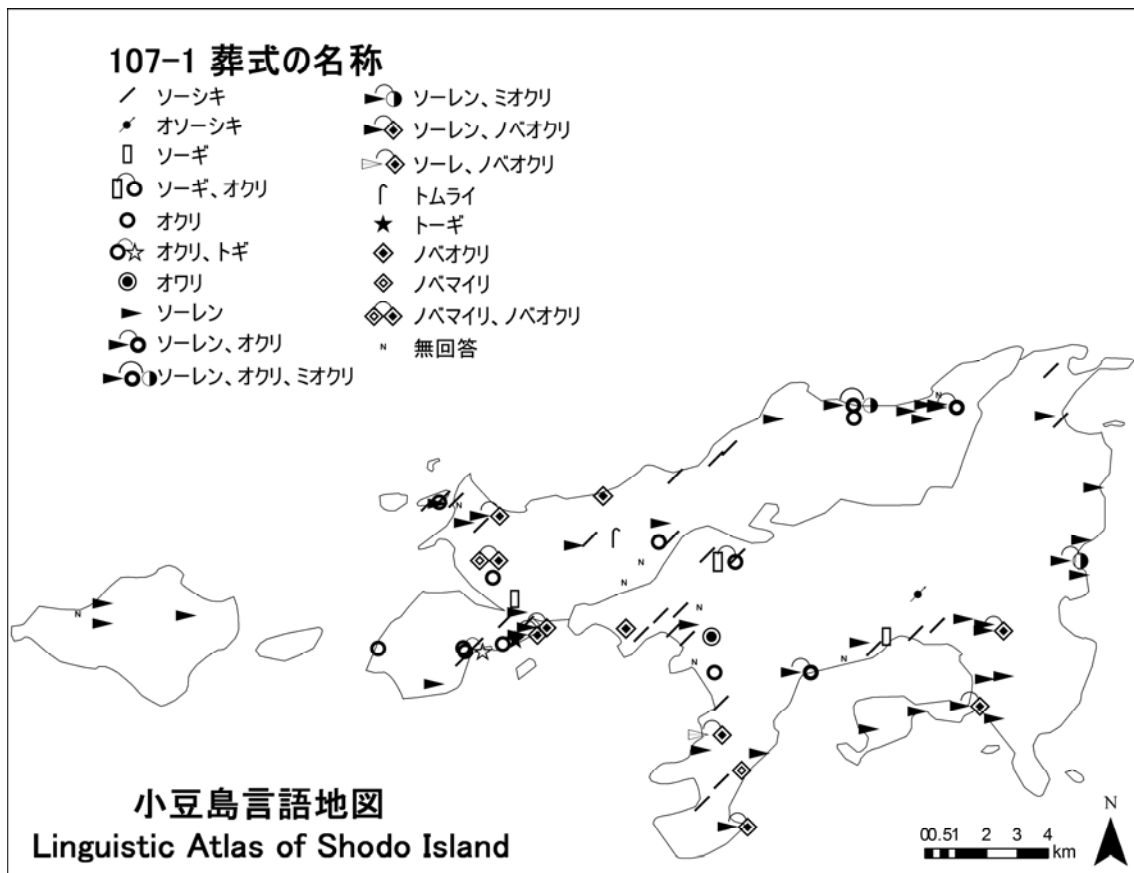 107-1 葬式の名称
ソーシキ
オソーシキ
ソーギ
ソーギ、オクリ
オクリ
オクリ、トギ
オワリ
ソーレン
ソーレン、オクリ
ソーレン、オクリ、ミオクリ
ソーレン、ミオクリ
ソーレン、ノベオクリ
ソーレ、ノベオクリ
トムライ
トーギ
ノベオクリ
ノベマイリ
ノベマイリ、ノベオクリ
N 無回答
小豆島言語地図
Linguistic Atlas of Shodo Island
N
0 0.5 1 2 3 4
km